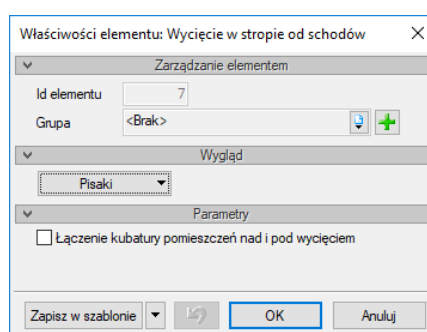 Właściwości elementu: Wycięcie w stropie od schodów
Zarządzanie elementem
Id elementu 7
Grupa <Brak>
Wygląd
Pisaki
Parametry
Łączenie kubatury pomieszczeń nad i pod wycięciem
Zapisz w szablonie OK Anuluj